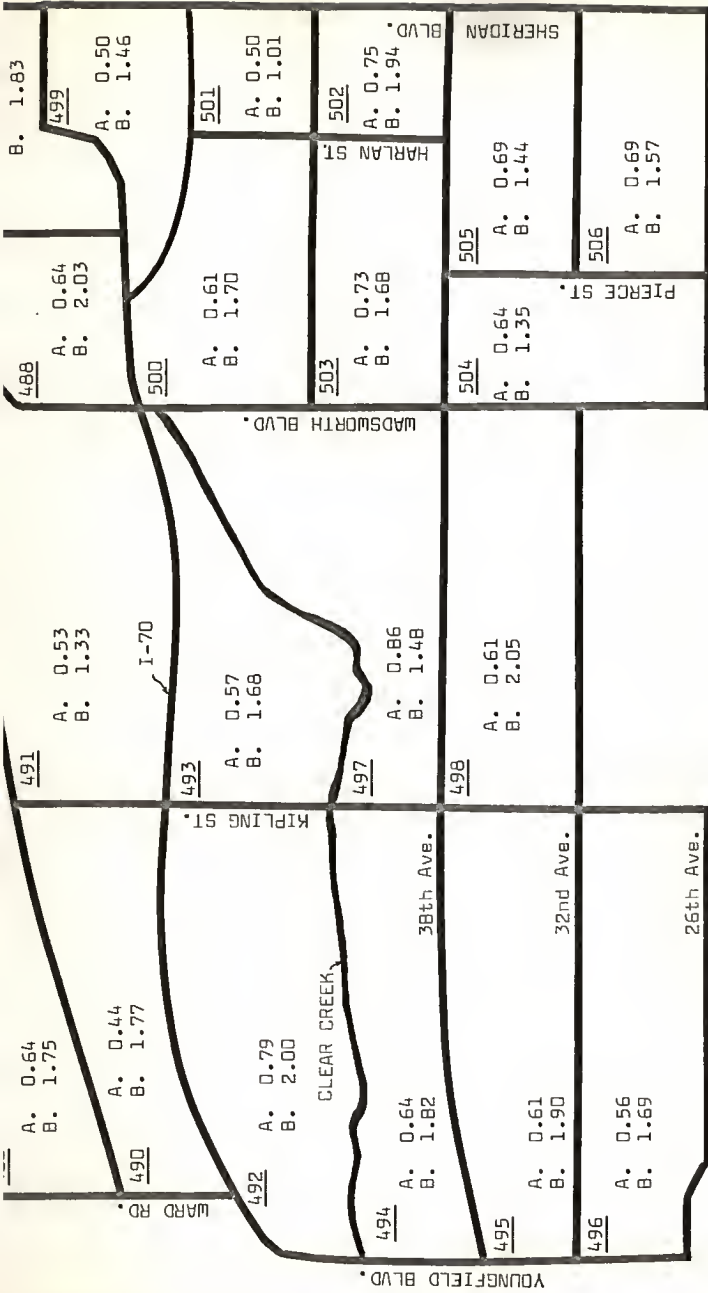 B. 1.83
499
A. 0.50
B. 1.46
488
A. 0.64
B. 2.03
501
A. 0.50
B. 1.01
500
A. 0.61
B. 1.70
502
A. 0.75
B. 1.94
HARLAN ST.
SHERIDAN BLVD.
503
A. 0.73
B. 1.68
505
A. 0.69
B. 1.44
504
A. 0.64
B. 1.35
506
A. 0.69
B. 1.57
PIERCE ST.
WADSWORTH BLVD.
491
A. 0.53
B. 1.33
I-70
493
A. 0.57
B. 1.68
497
A. 0.86
B. 1.48
498
A. 0.61
B. 2.05
KIPLING ST.
A. 0.64
B. 1.75
490
A. 0.44
B. 1.77
WARD RD.
492
A. 0.79
B. 2.00
CLEAR CREEK
494
A. 0.64
B. 1.82
38th Ave.
495
A. 0.61
B. 1.90
32nd Ave.
496
A. 0.56
B. 1.69
26th Ave.
YOUNGFIELD BLVD.